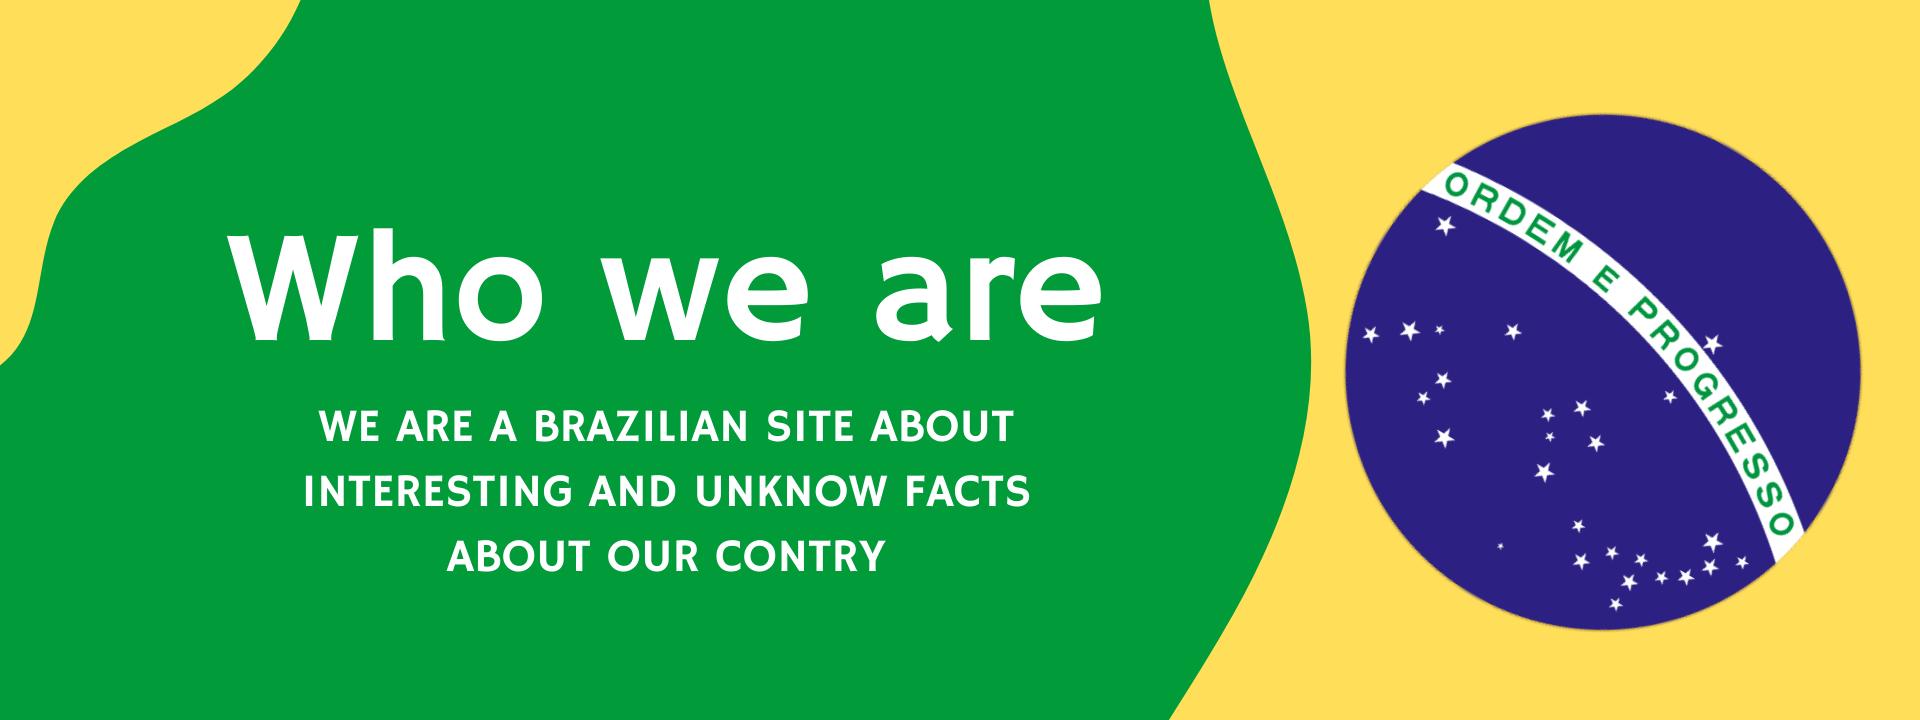 Who we are
WE ARE A BRAZILIAN SITE ABOUT
INTERESTING AND UNKNOW FACTS
ABOUT OUR CONTRY
ORDEM E PROGRESSO